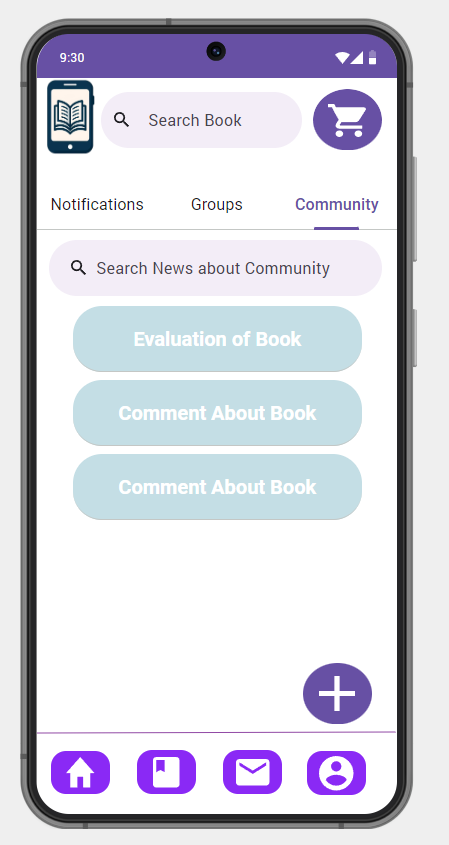 9:30
Search Book
Notifications Groups Community
Search News about Community
Evaluation of Book
Comment About Book
Comment About Book